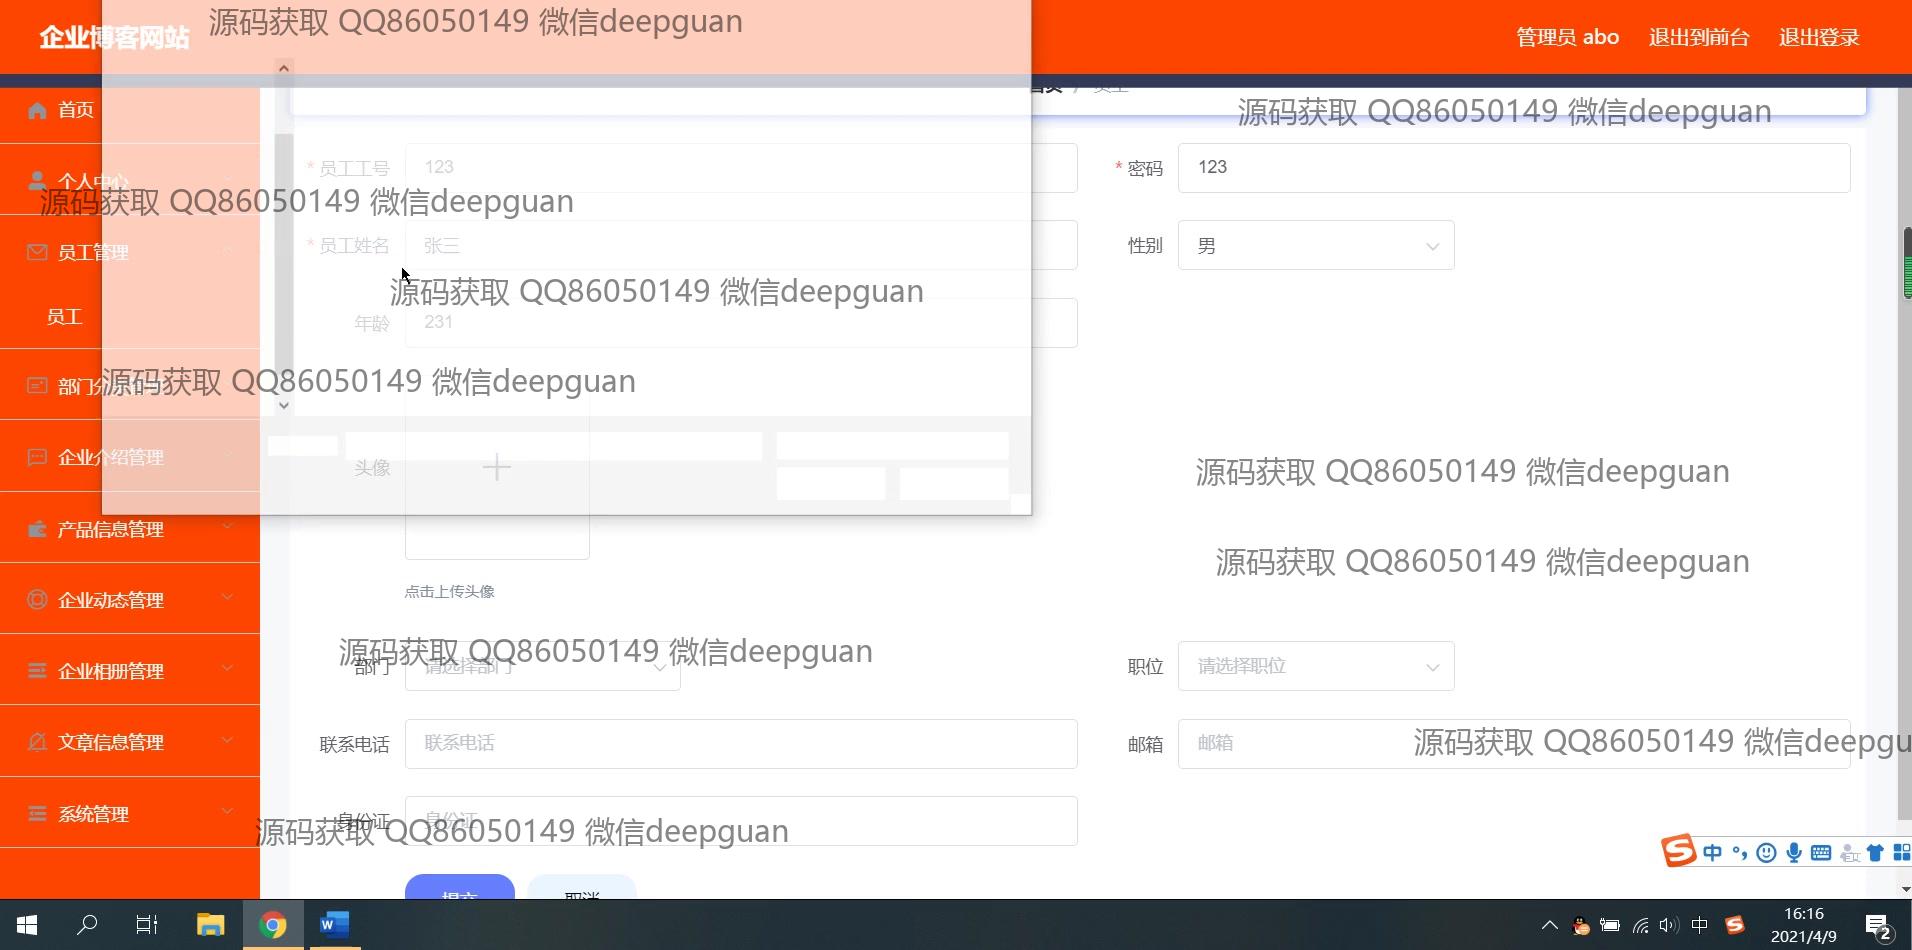 企业博客网站
源码获取 QQ86050149 微信deepguan
管理员 abo
退出到前台
退出登录
首页
首页 / 员工
源码获取 QQ86050149 微信deepguan
* 员工工号
123
* 密码
123
个人中心
源码获取 QQ86050149 微信deepguan
员工管理
* 员工姓名
张三
性别
男
源码获取 QQ86050149 微信deepguan
员工
年龄
231
源码获取 QQ86050149 微信deepguan
企业介绍管理
头像
源码获取 QQ86050149 微信deepguan
产品信息管理
源码获取 QQ86050149 微信deepguan
企业动态管理
点击上传头像
源码获取 QQ86050149 微信deepguan
企业相册管理
部门
请选择部门
职位
请选择职位
文章信息管理
联系电话
联系电话
邮箱
邮箱
源码获取 QQ86050149 微信deepgu
系统管理
身份证
身份证
源码获取 QQ86050149 微信deepguan
提交
取消
中
中
16:16
2021/4/9
2